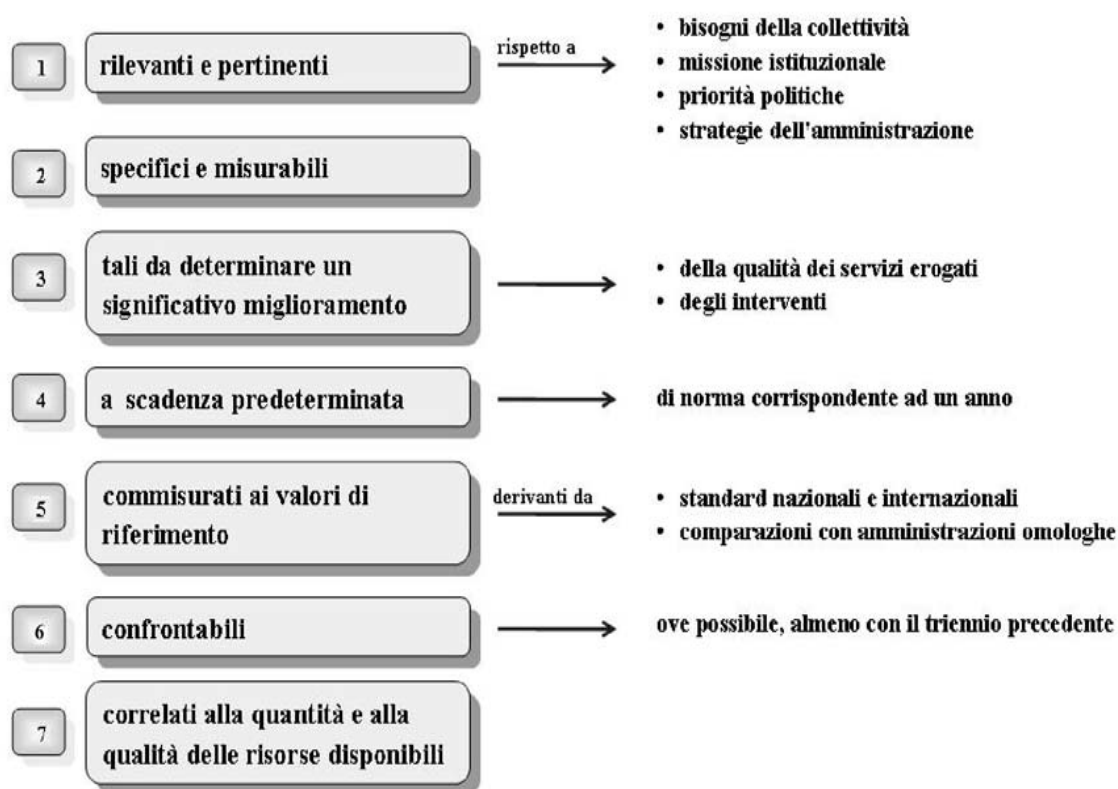 1
rilevanti e pertinenti
rispetto a
• bisogni della collettività
• missione istituzionale
• priorità politiche
• strategie dell'amministrazione
2
specifici e misurabili
3
tali da determinare un
significativo miglioramento
• della qualità dei servizi erogati
• degli interventi
4
a scadenza predeterminata
di norma corrispondente ad un anno
5
commisurati ai valori di
riferimento
derivanti da
• standard nazionali e internazionali
• comparazioni con amministrazioni omologhe
6
confrontabili
ove possibile, almeno con il triennio precedente
7
correlati alla quantità e alla
qualità delle risorse disponibili